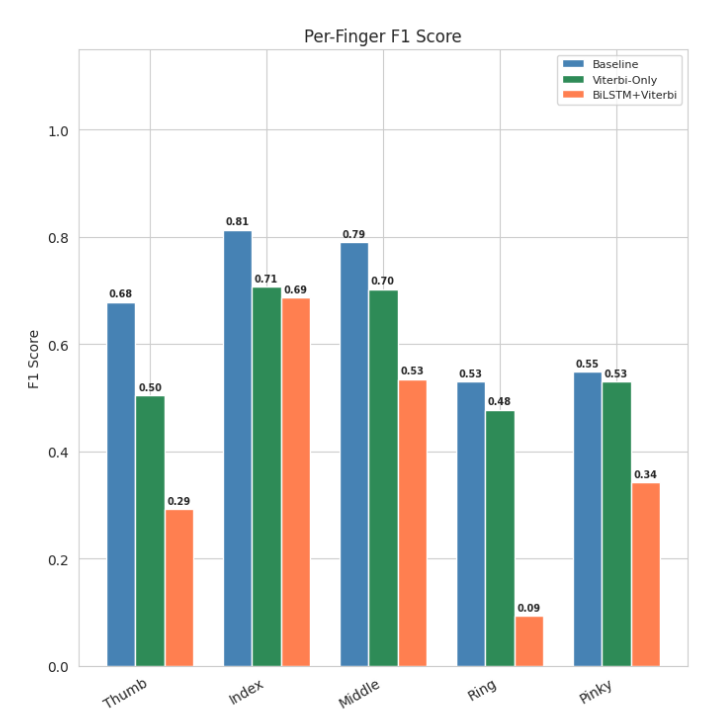 Per-Finger F1 Score
Baseline
Viterbi-Only
BiLSTM+Viterbi
1.0
0.8
0.6
0.4
0.2
0.0
F1 Score
0.68
0.50
0.29
0.81
0.71
0.69
0.79
0.70
0.53
0.53
0.48
0.09
0.55
0.53
0.34
Thumb
Index
Middle
Ring
Pinky